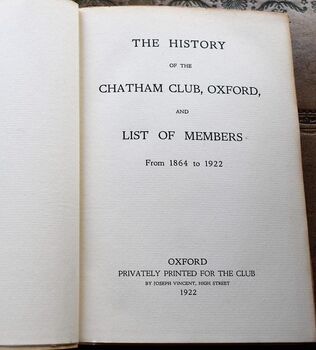 THE HISTORY
OF THE
CHATHAM CLUB, OXFORD,
AND
LIST OF MEMBERS
From 1864 to 1922
OXFORD
PRIVATELY PRINTED FOR THE CLUB
BY JOSEPH VINCENT, HIGH STREET
1922